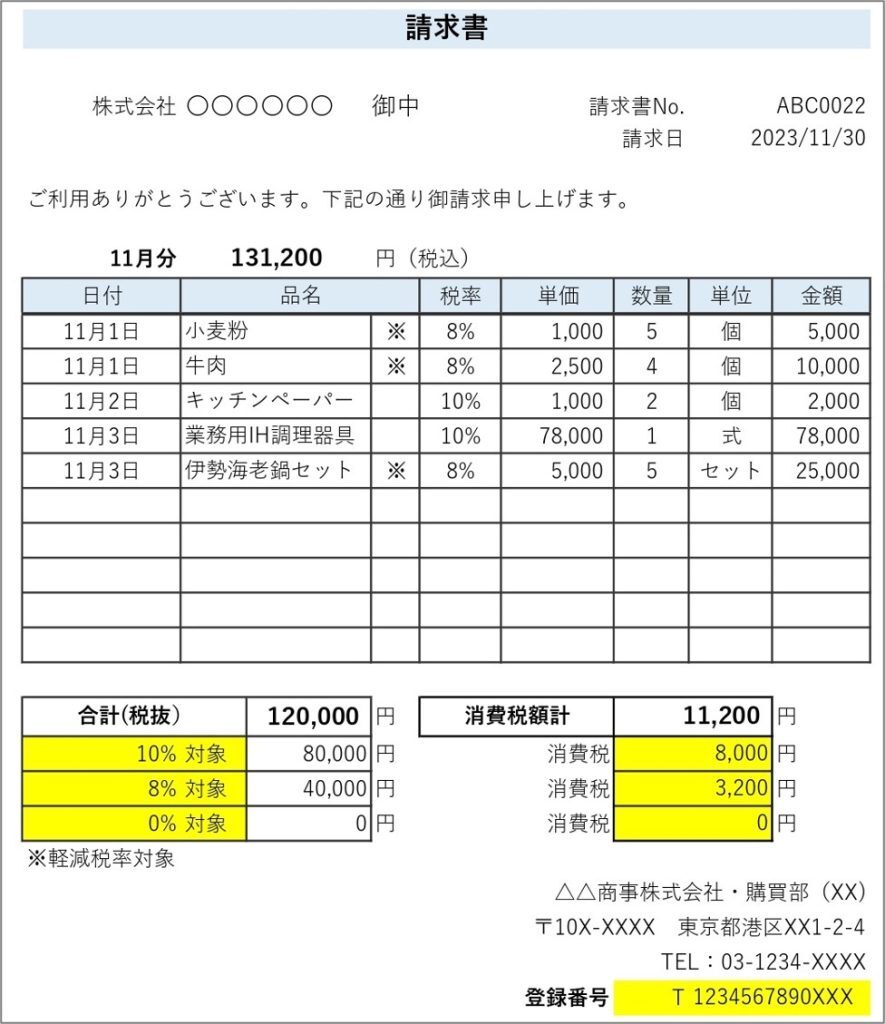 請求書
株式会社 〇〇〇〇〇〇 御中 請求書No. ABC0022
請求日 2023/11/30
ご利用ありがとうございます。下記の通り御請求申し上げます。
11月分 131,200 円（税込）
日付 品名 税率 単価 数量 単位 金額
11月1日 小麦粉 ※ 8% 1,000 5 個 5,000
11月1日 牛肉 ※ 8% 2,500 4 個 10,000
11月2日 キッチンペーパー 10% 1,000 2 個 2,000
11月3日 業務用IH調理器具 10% 78,000 1 式 78,000
11月3日 伊勢海老鍋セット ※ 8% 5,000 5 セット 25,000
合計(税抜) 120,000 円 消費税額計 11,200 円
10% 対象 80,000 円 消費税 8,000 円
8% 対象 40,000 円 消費税 3,200 円
0% 対象 0 円 消費税 0 円
※軽減税率対象
△△商事株式会社・購買部（XX）
〒10X-XXXX 東京都港区XX1-2-4
TEL：03-1234-XXXX
登録番号 T 1234567890XXX